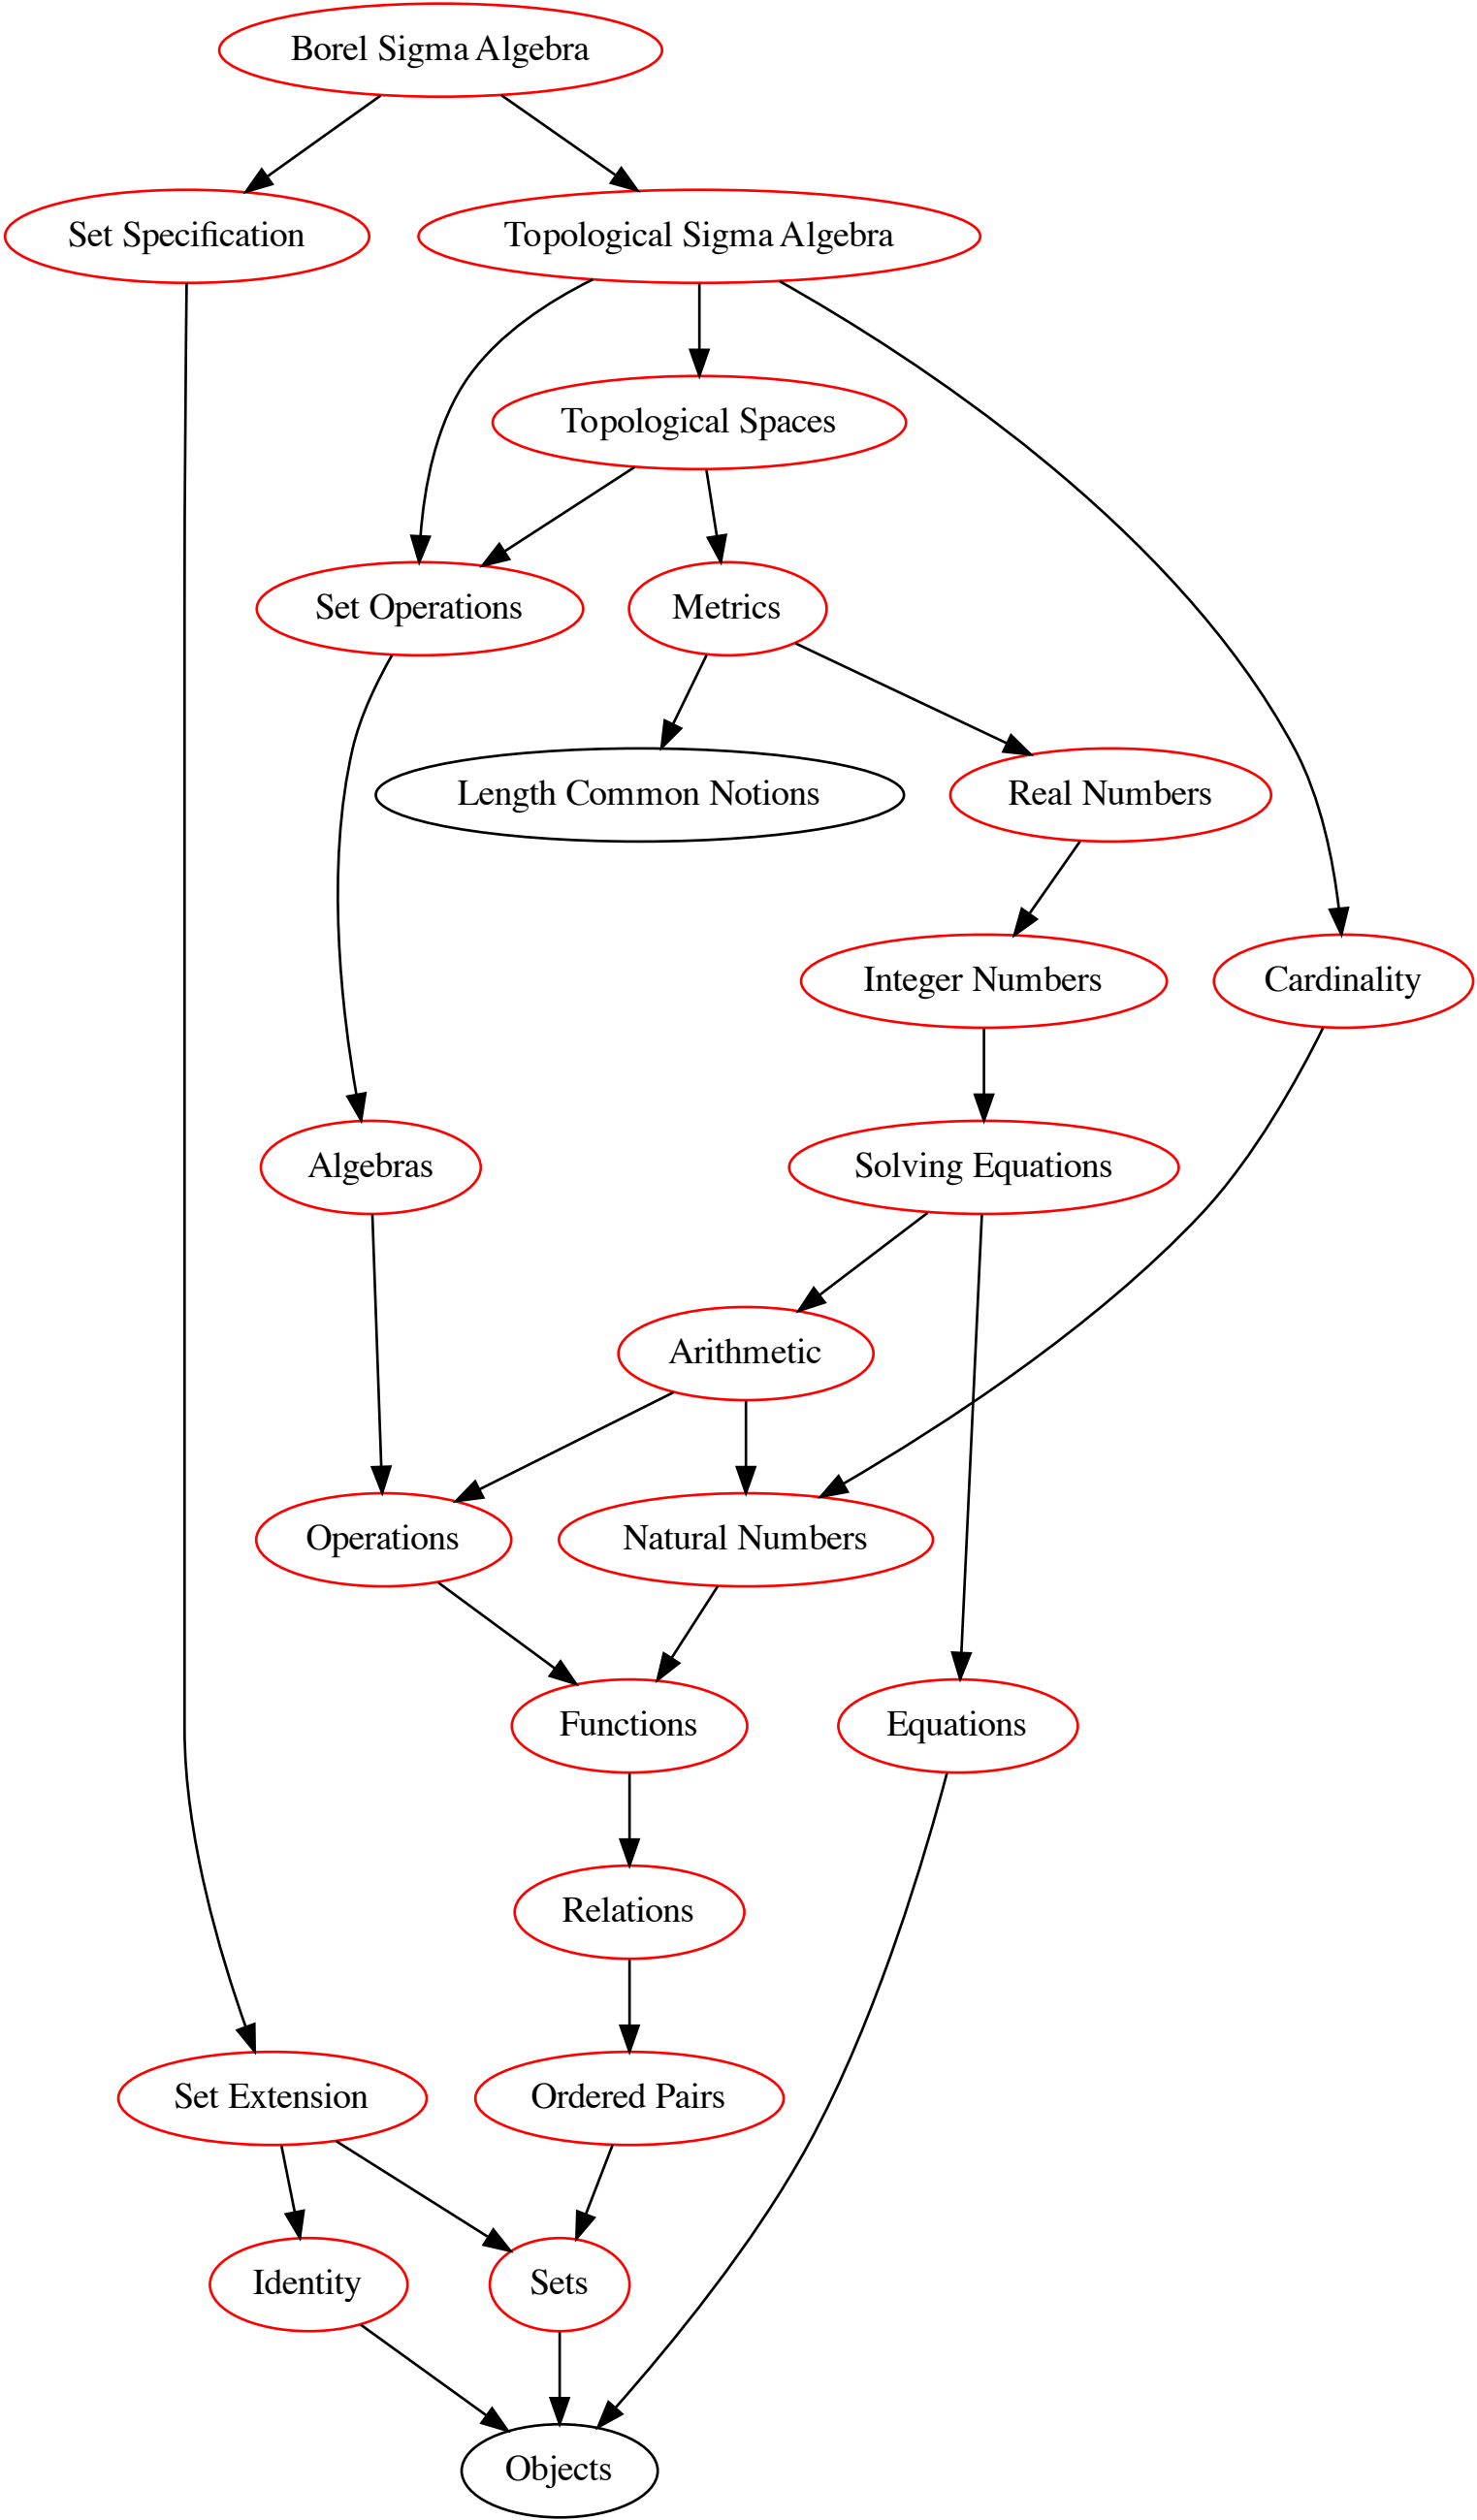 Borel Sigma Algebra
Set Specification
Topological Sigma Algebra
Topological Spaces
Set Operations
Metrics
Length Common Notions
Real Numbers
Integer Numbers
Cardinality
Algebras
Solving Equations
Arithmetic
Operations
Natural Numbers
Functions
Equations
Relations
Set Extension
Ordered Pairs
Identity
Sets
Objects